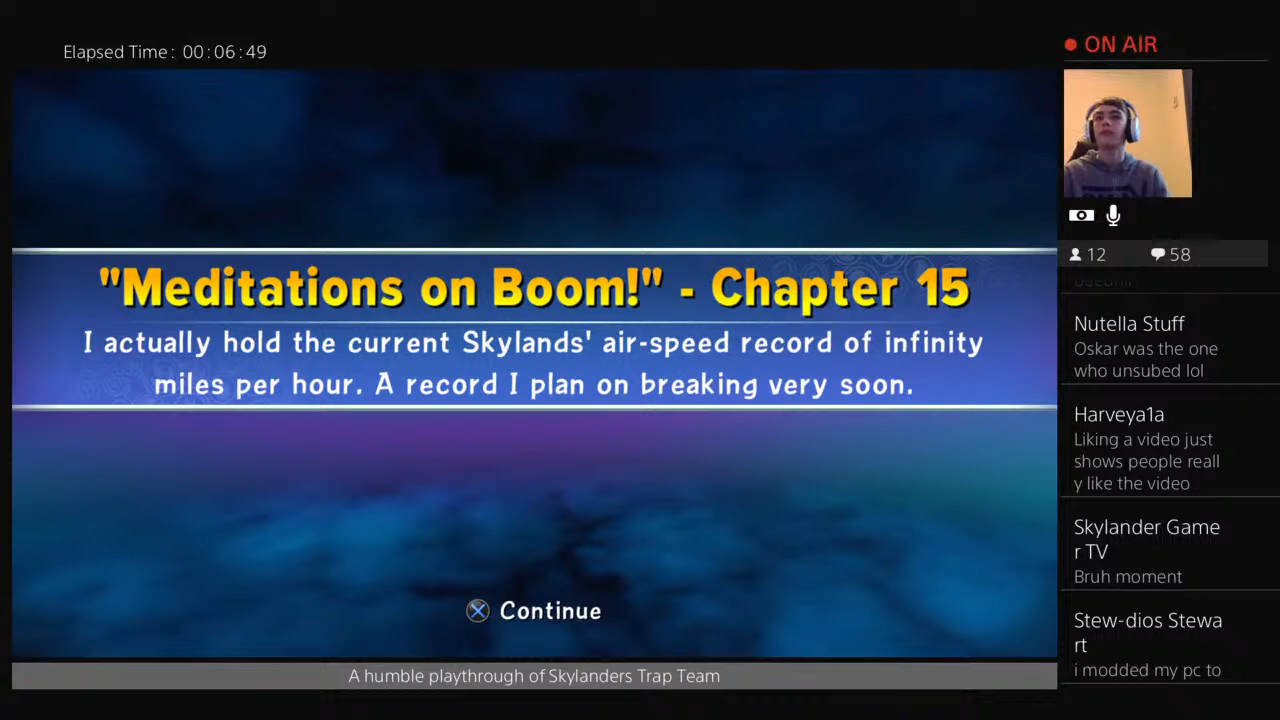 Elapsed Time: 00:06:49
ON AIR
"Meditations on Boom!" - Chapter 15
I actually hold the current Skylands' air-speed record of infinity
miles per hour. A record I plan on breaking very soon.
Continue
A humble playthrough of Skylanders Trap Team
12
58
Nutella Stuff
Oskar was the one
who unsubed lol
Harveya1a
Liking a video just
shows people reall
y like the video
Skylander Game
r TV
Bruh moment
Stew-dios Stewa
rt
i modded my pc to